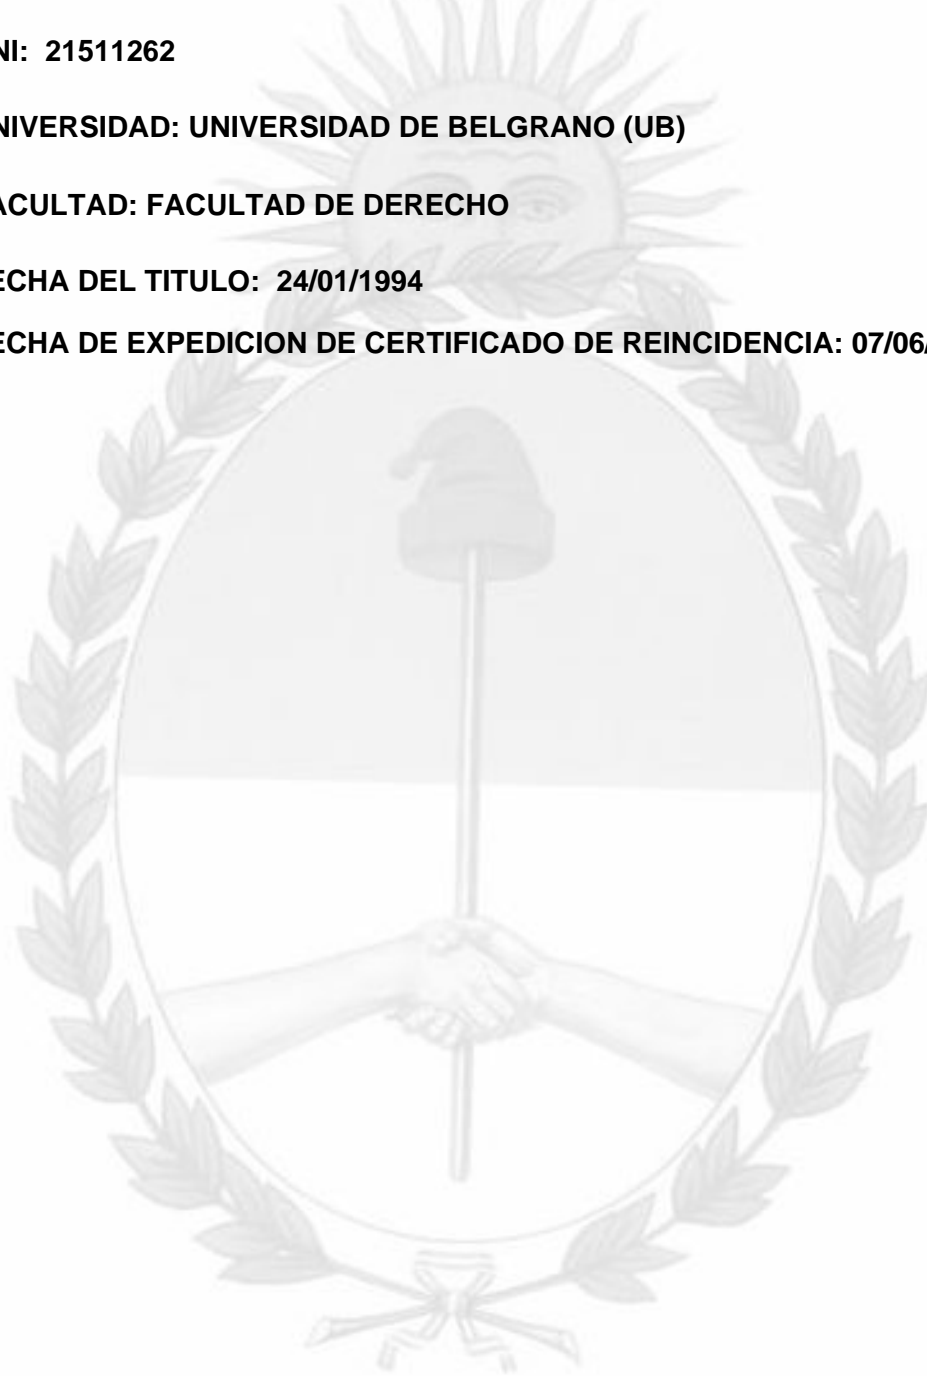 NI: 21511262
NIVERSIDAD: UNIVERSIDAD DE BELGRANO (UB)
ACULTAD: FACULTAD DE DERECHO
ECHA DEL TITULO: 24/01/1994
ECHA DE EXPEDICION DE CERTIFICADO DE REINCIDENCIA: 07/06/